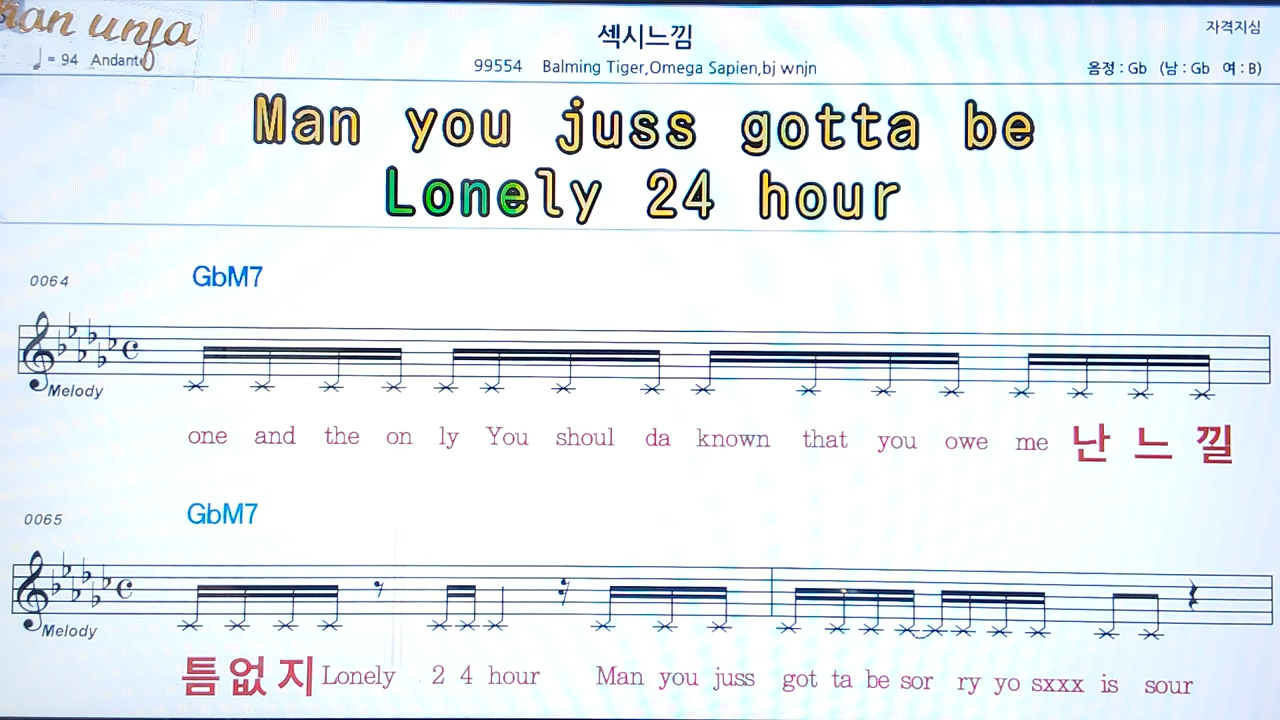 자격지심
섹시느낌
♩= 94 Andante
99554 Balming Tiger,Omega Sapien,bj wnjn
음정 : Gb (남 : Gb 여 : B)
Man you juss gotta be
Lonely 24 hour
0064
GbM7
Melody
one and the on ly You shoul da known that you owe me 난 느 낄
0065
GbM7
Melody
틈 없 지 Lonely 2 4 hour Man you juss got ta be sor ry yo sxxx is sour